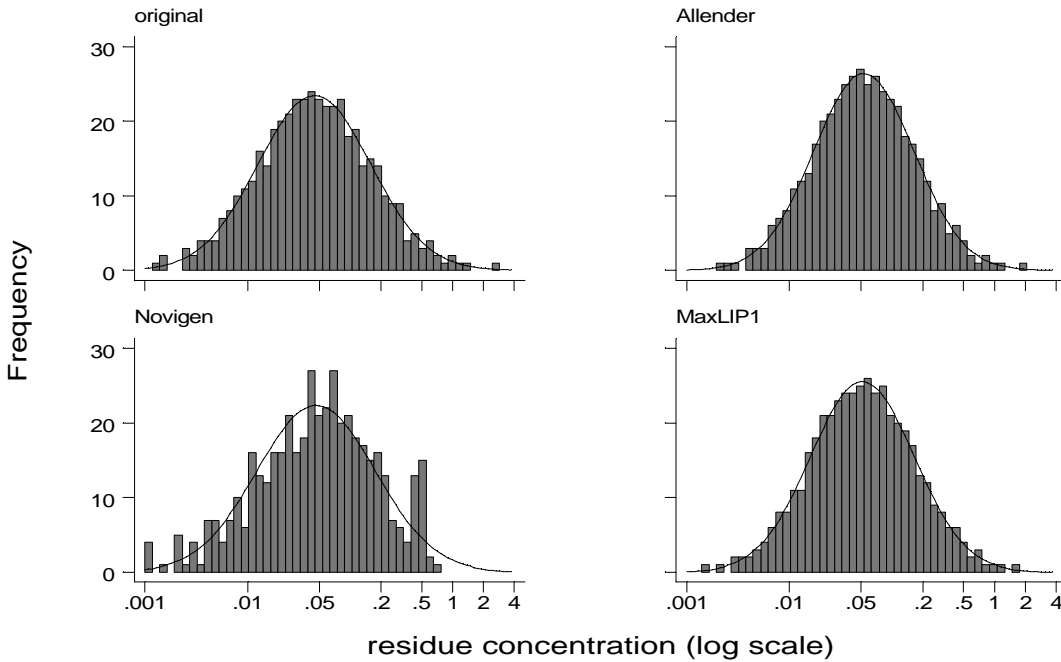 original
Allender
30
20
10
0
Novigen
MaxLIP1
30
20
10
0
.001 .01 .05 .2 .5 1 2 4
.001 .01 .05 .2 .5 1 2 4
Frequency
residue concentration (log scale)